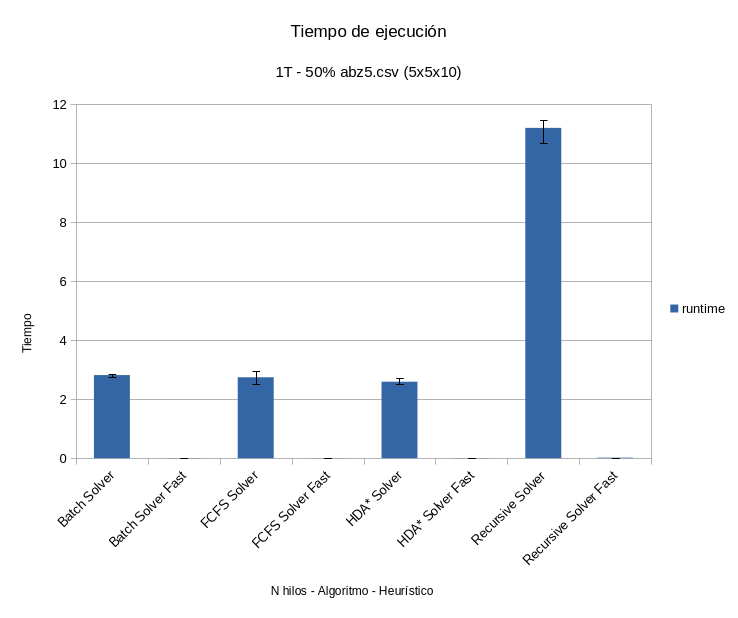 Tiempo de ejecución
1T - 50% abz5.csv (5x5x10)
12
10
8
6
4
2
0
Tiempo
Batch Solver
Batch Solver Fast
FCFS Solver
FCFS Solver Fast
HDA* Solver
HDA* Solver Fast
Recursive Solver
Recursive Solver Fast
N hilos - Algoritmo - Heurístico
runtime